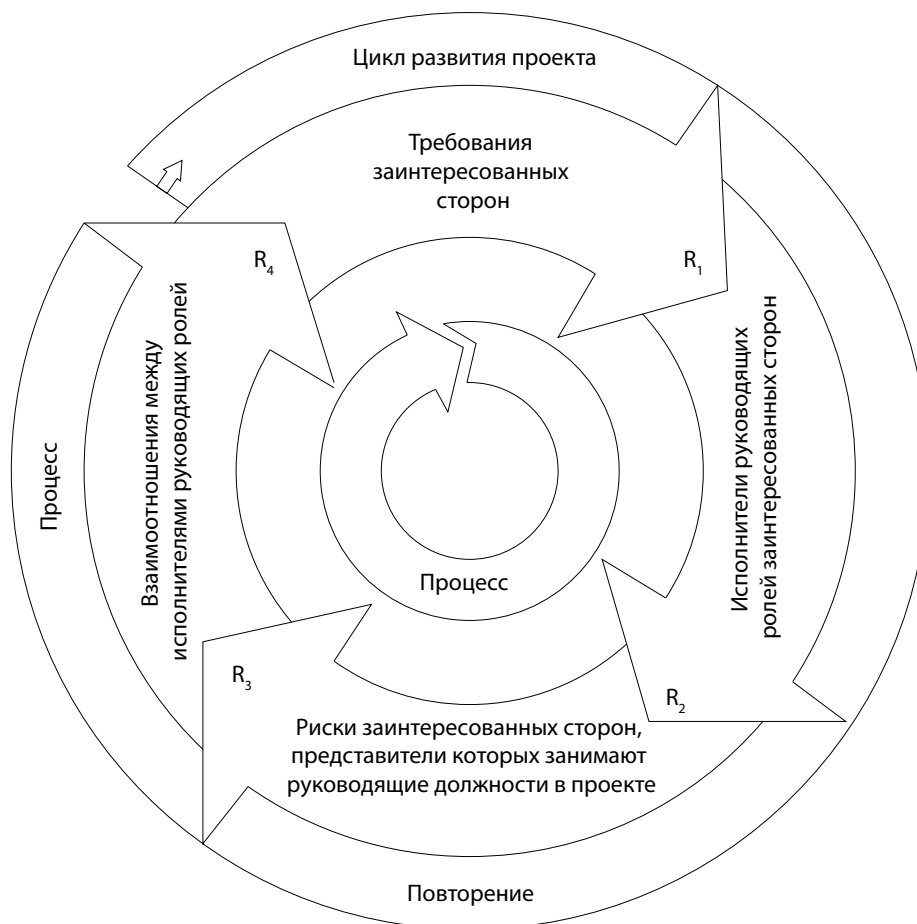 Цикл развития проекта
Требования
заинтересованных
сторон
R₄
R₁
Взаимоотношения между
исполнителями руководящих ролей
Исполнители руководящих
ролей заинтересованных сторон
Процесс
Процесс
R₃
R₂
Риски заинтересованных сторон,
представители которых занимают
руководящие должности в проекте
Повторение